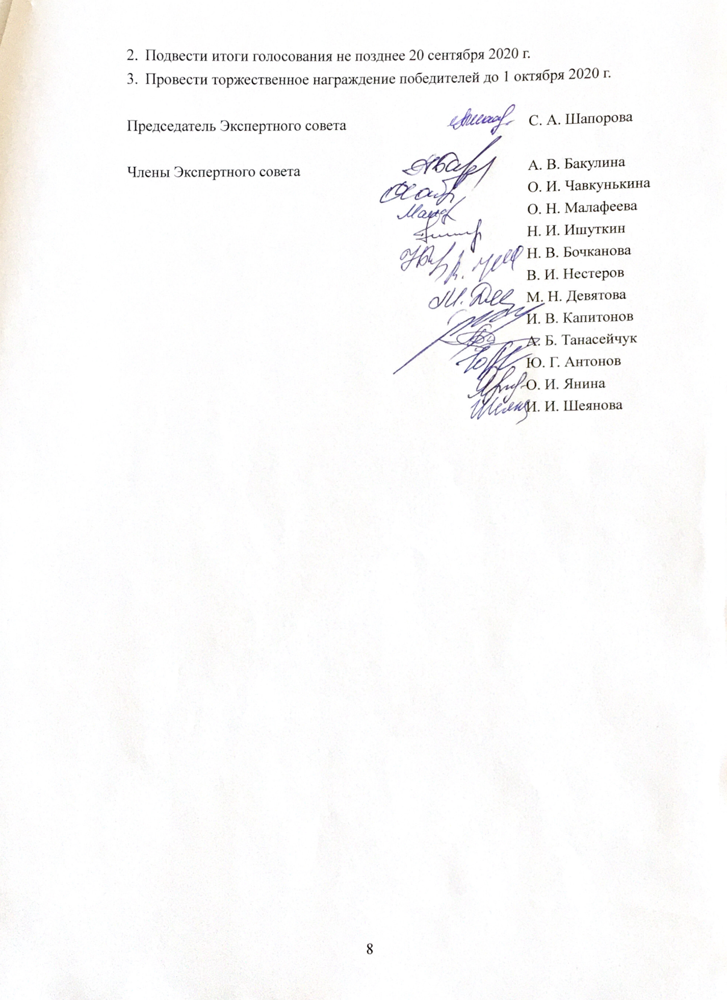 2. Подвести итоги голосования не позднее 20 сентября 2020 г.
3. Провести торжественное награждение победителей до 1 октября 2020 г.
Председатель Экспертного совета С. А. Шапорова
Члены Экспертного совета А. В. Бакулина
О. И. Чавкунькина
О. Н. Малафеева
Н. И. Ишуткин
Н. В. Бочканова
В. И. Нестеров
М. Н. Девятова
И. В. Капитонов
А. Б. Танасейчук
Ю. Г. Антонов
О. И. Янина
И. И. Шеянова
8